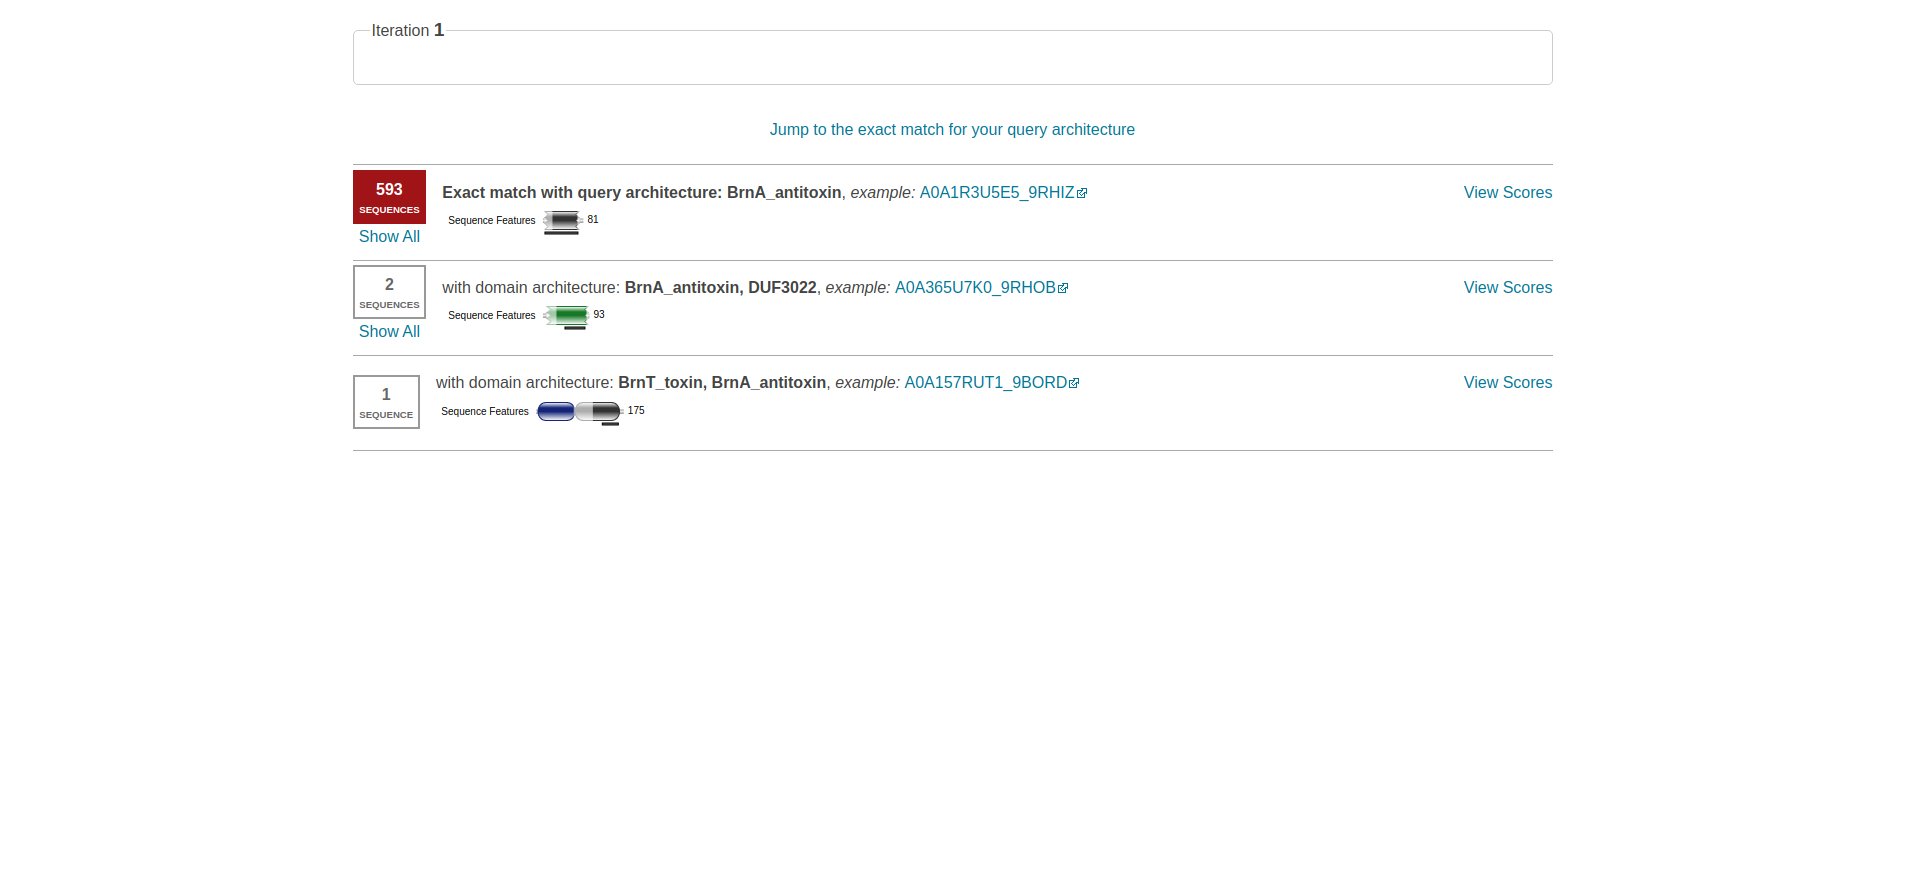 Iteration 1
Jump to the exact match for your query architecture
593
SEQUENCES
Show All
Exact match with query architecture: BrnA_antitoxin, example: A0A1R3U5E5_9RHIZ
View Scores
Sequence Features
81
2
SEQUENCES
Show All
with domain architecture: BrnA_antitoxin, DUF3022, example: A0A365U7K0_9RHOB
View Scores
Sequence Features
93
1
SEQUENCE
with domain architecture: BrnT_toxin, BrnA_antitoxin, example: A0A157RUT1_9BORD
View Scores
Sequence Features
175